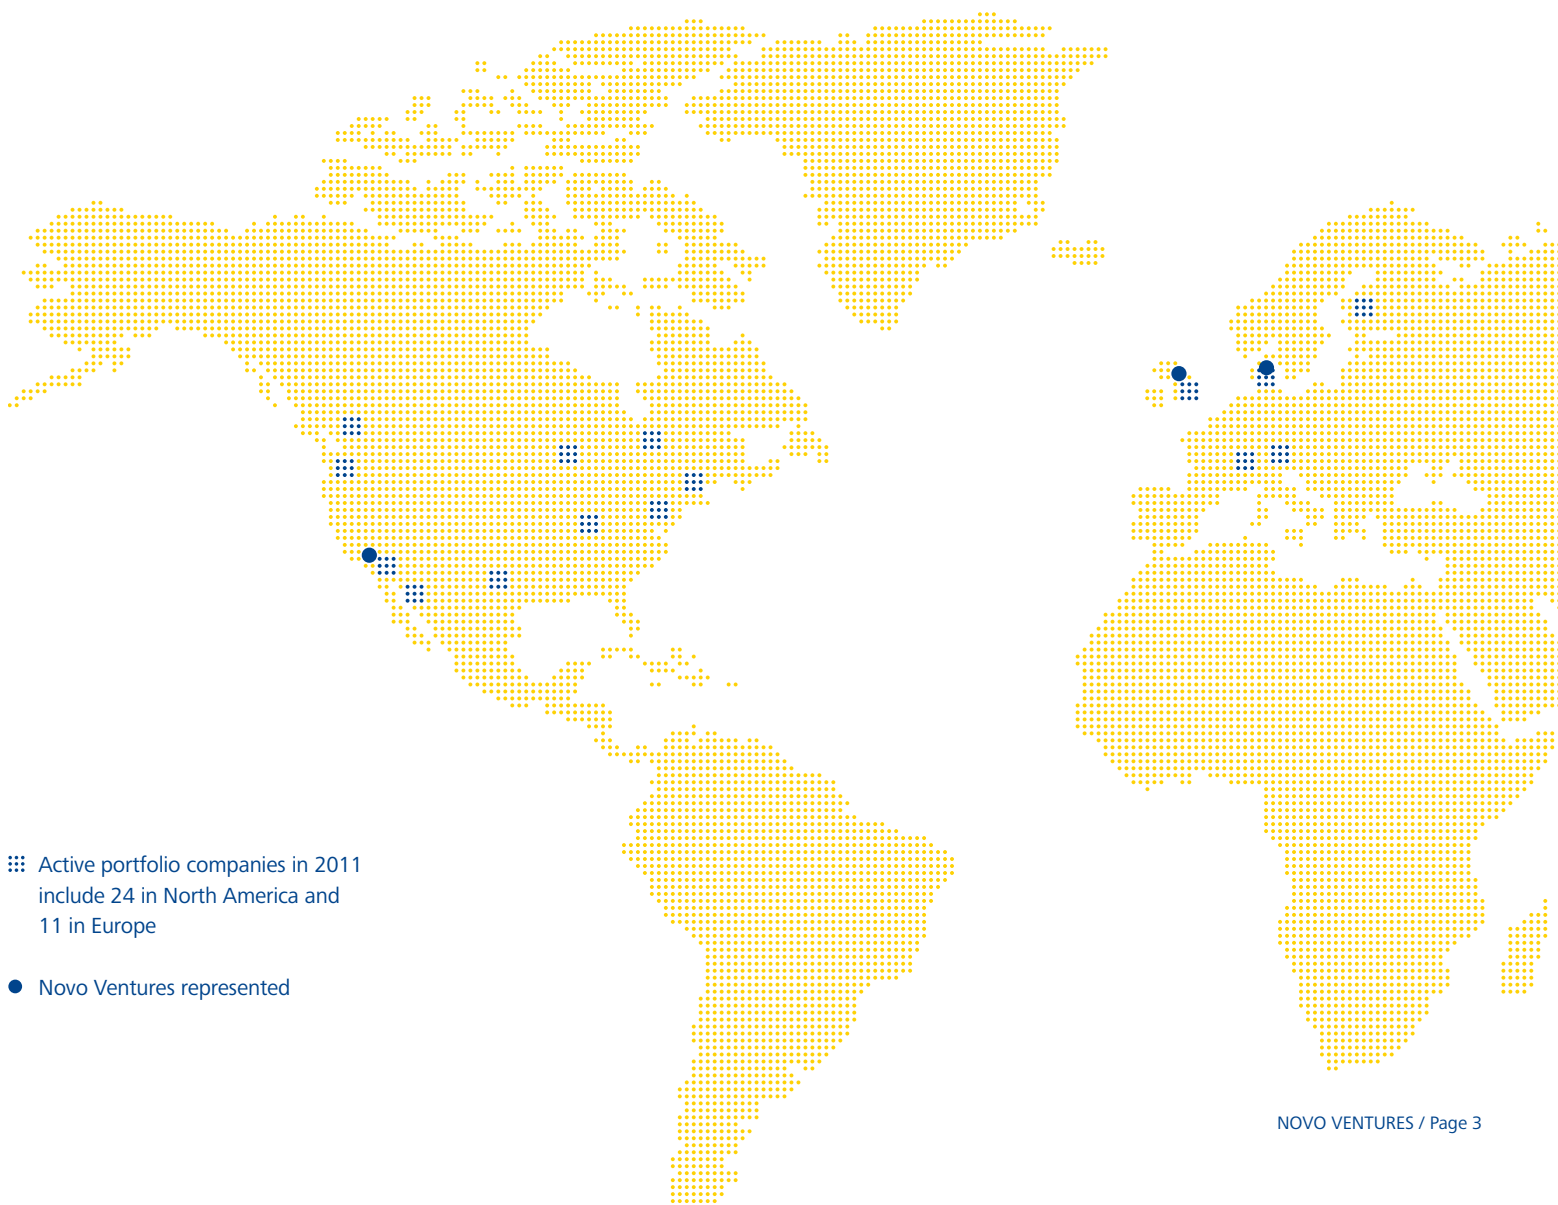 Active portfolio companies in 2011
include 24 in North America and
11 in Europe
Novo Ventures represented
NOVO VENTURES / Page 3